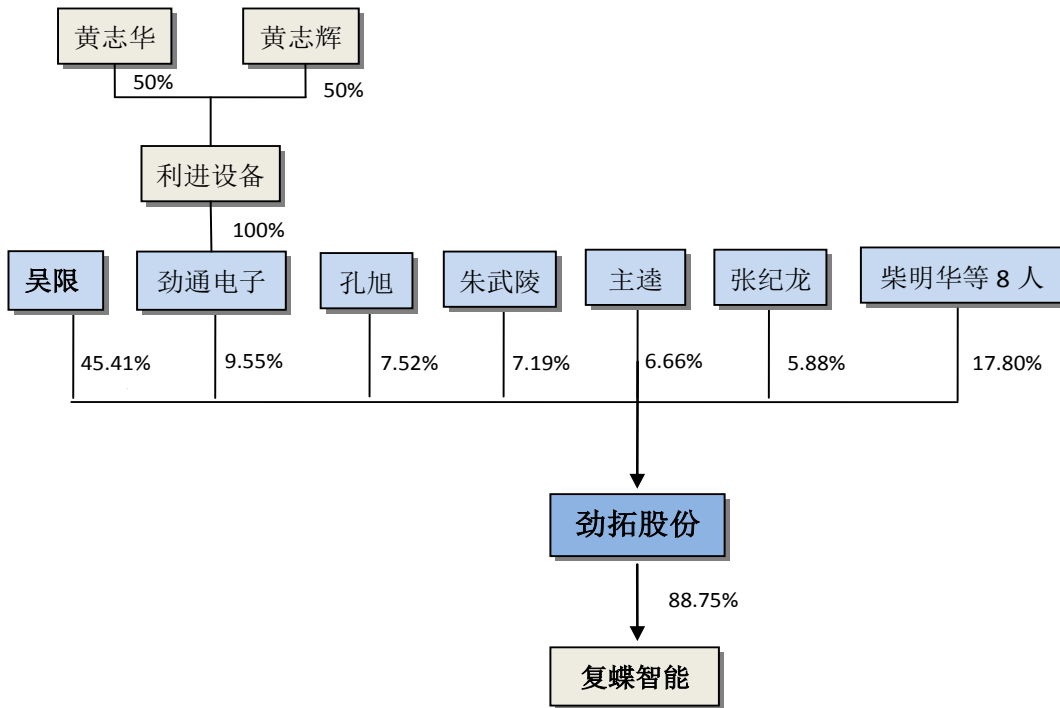 黄志华
黄志辉
50%
50%
利进设备
100%
吴限
劲通电子
孔旭
朱武陵
主逵
张纪龙
柴明华等 8 人
45.41%
9.55%
7.52%
7.19%
6.66%
5.88%
17.80%
劲拓股份
88.75%
复蝶智能